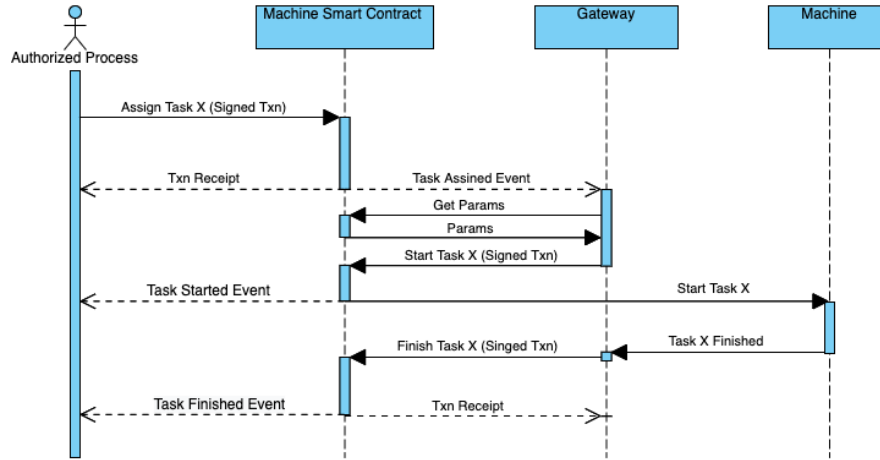 Machine Smart Contract
Gateway
Machine
Authorized Process
Assign Task X (Signed Txn)
Txn Receipt
Task Assined Event
Get Params
Params
Start Task X (Signed Txn)
Task Started Event
Start Task X
Finish Task X (Singed Txn)
Task X Finished
Task Finished Event
Txn Receipt